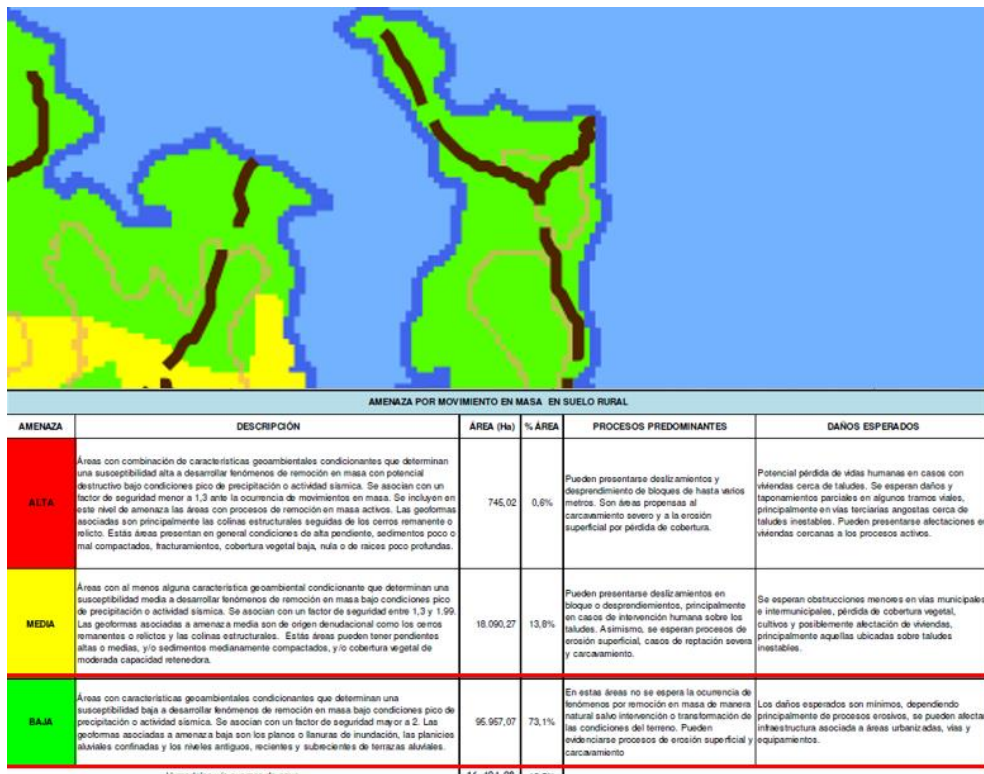 AMENAZA POR MOVIMIENTO EN MASA EN SUELO RURAL
AMENAZA DESCRIPCIÓN ÁREA (Ha) % ÁREA PROCESOS PREDOMINANTES DAÑOS ESPERADOS
ALTA
Áreas con combinación de características geoambientales condicionantes que determinan
una susceptibilidad alta a desarrollar fenómenos de remoción en masa con potencial
destructivo bajo condiciones pico de precipitación o actividad sísmica. Se asocian con un
factor de seguridad menor a 1,3 ante la ocurrencia de movimientos en masa. Se incluyen en
este nivel de amenaza las áreas con procesos de remoción en masa activos. Las geoformas
asociadas son principalmente las colinas estructurales seguidas de los cerros remanente o
relicto. Estás áreas presentan en general condiciones de alta pendiente, sedimentos poco o
mal compactados, fracturamientos, cobertura vegetal baja, nula o de raíces poco profundas.
745,02
0,6%
Pueden presentarse deslizamientos y
desprendimiento de bloques de hasta varios
metros. Son áreas propensas al
carcavamiento severo y a la erosión
superficial por pérdida de cobertura.
Potencial pérdida de vidas humanas en casos con
viviendas cerca de taludes. Se esperan daños y
taponamientos parciales en algunos tramos viales,
principalmente en vías terciarias angostas cerca de
taludes inestables. Pueden presentarse afectaciones en
viviendas cercanas a los procesos activos.
MEDIA
Áreas con al menos alguna característica geoambiental condicionante que determinan una
susceptibilidad media a desarrollar fenómenos de remoción en masa bajo condiciones pico
de precipitación o actividad sísmica. Se asocian con un factor de seguridad entre 1,3 y 1,99.
Las geoformas asociadas a amenaza media son de origen denudacional como los cerros
remanentes o relictos y las colinas estructurales. Estás áreas pueden tener pendientes
altas o medias, y/o sedimentos medianamente compactados, y/o cobertura vegetal de
moderada capacidad retenedora.
18.090,27
13,8%
Pueden presentarse deslizamientos en
bloque o desprendimientos, principalmente
en casos de intervención humana sobre los
taludes. Asimismo, se esperan procesos de
erosión superficial, casos de reptación severa
y carcavamiento.
Se esperan obstrucciones menores en vías municipales
e intermunicipales, pérdida de cobertura vegetal,
cultivos y posiblemente afectación de viviendas,
principalmente aquellas ubicadas sobre taludes
inestables.
BAJA
Áreas con características geoambientales condicionantes que determinan una
susceptibilidad baja a desarrollar fenómenos de remoción en masa bajo condiciones pico de
precipitación o actividad sísmica. Se asocian con un factor de seguridad mayor a 2. Las
geoformas asociadas a amenaza baja son los planos o llanuras de inundación, las planicies
aluviales confinadas y los niveles antiguos, recientes y subrecientes de terrazas aluviales.
95.957,07
73,1%
En estas áreas no se espera la ocurrencia de
fenómenos por remoción en masa de manera
natural salvo intervención o transformación de
las condiciones del terreno. Pueden
evidenciarse procesos de erosión superficial y
carcavamiento
Los daños esperados son mínimos, dependiendo
principalmente de procesos erosivos, se pueden afectar
infraestructura asociada a áreas urbanizadas, vías y
equipamientos.